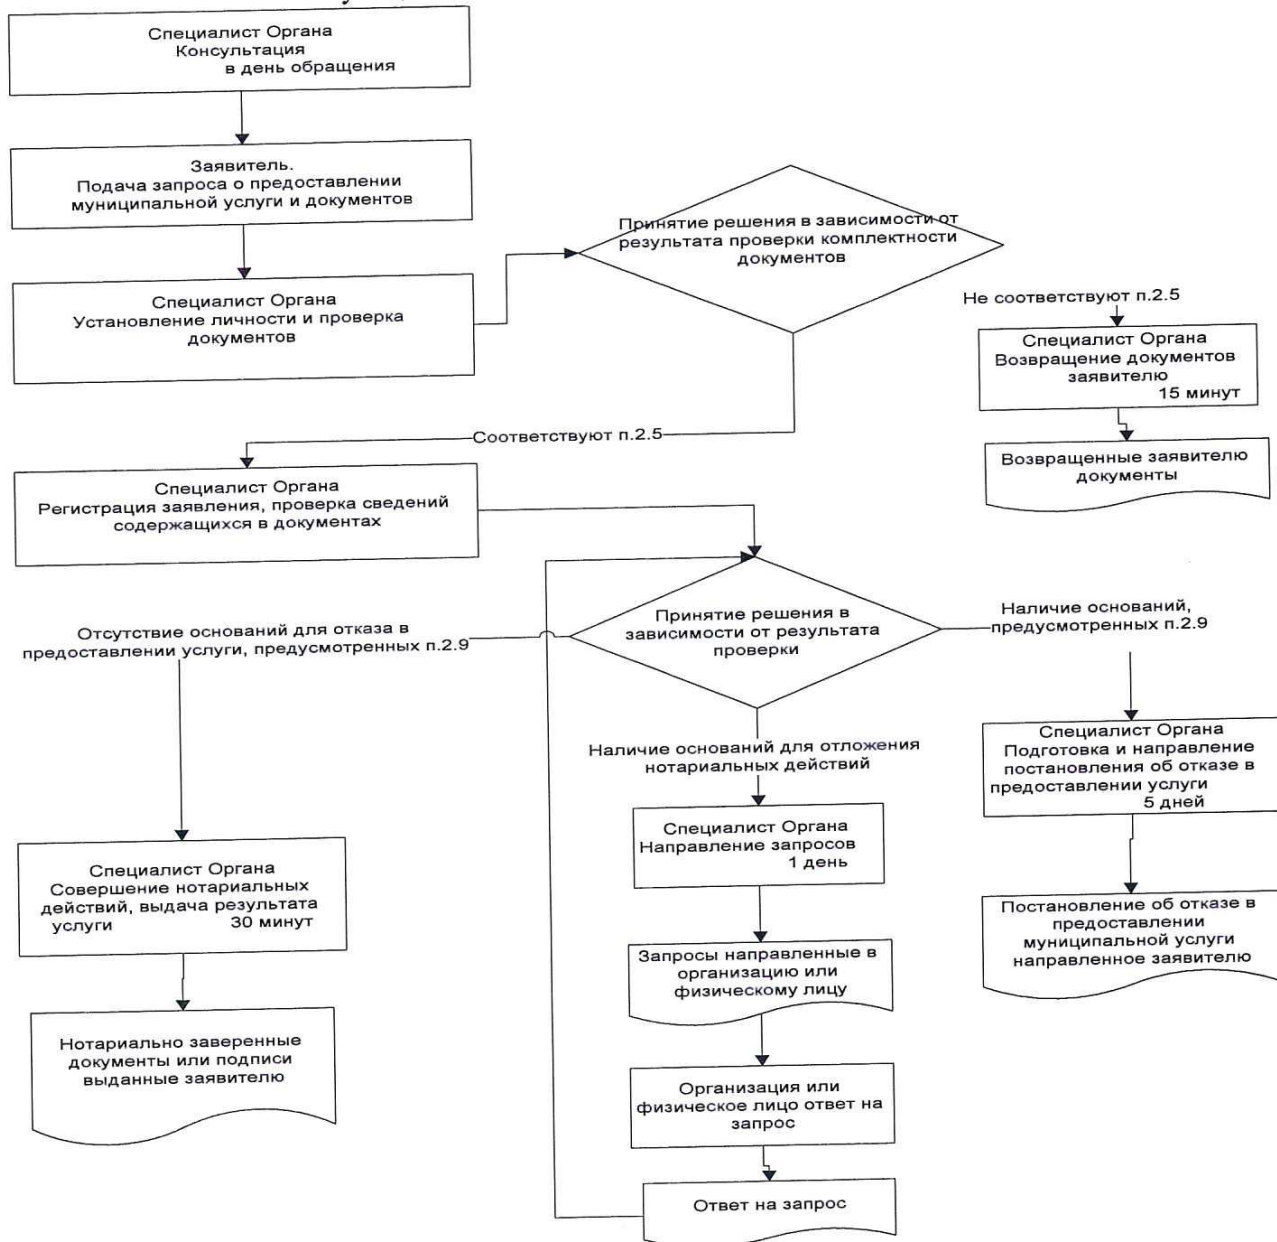 Специалист Органа
Консультация
в день обращения
Заявитель.
Подача запроса о предоставлении
муниципальной услуги и документов
Специалист Органа
Установление личности и проверка
документов
Принятие решения в зависимости от
результата проверки комплектности
документов
Не соответствуют п.2.5
Специалист Органа
Возвращение документов
заявителю
15 минут
Возвращенные заявителю
документы
Соответствуют п.2.5
Специалист Органа
Регистрация заявления, проверка сведений
содержащихся в документах
Принятие решения в
зависимости от результата
проверки
Отсутствие оснований для отказа в
предоставлении услуги, предусмотренных п.2.9
Наличие оснований,
предусмотренных п.2.9
Наличие оснований для отложения
нотариальных действий
Специалист Органа
Подготовка и направление
постановления об отказе в
предоставлении услуги
5 дней
Специалист Органа
Направление запросов
1 день
Специалист Органа
Совершение нотариальных
действий, выдача результата
услуги 30 минут
Постановление об отказе в
предоставлении
муниципальной услуги
направленное заявителю
Запросы направленные в
организацию или
физическому лицу
Нотариально заверенные
документы или подписи
выданные заявителю
Организация или
физическое лицо ответ на
запрос
Ответ на запрос